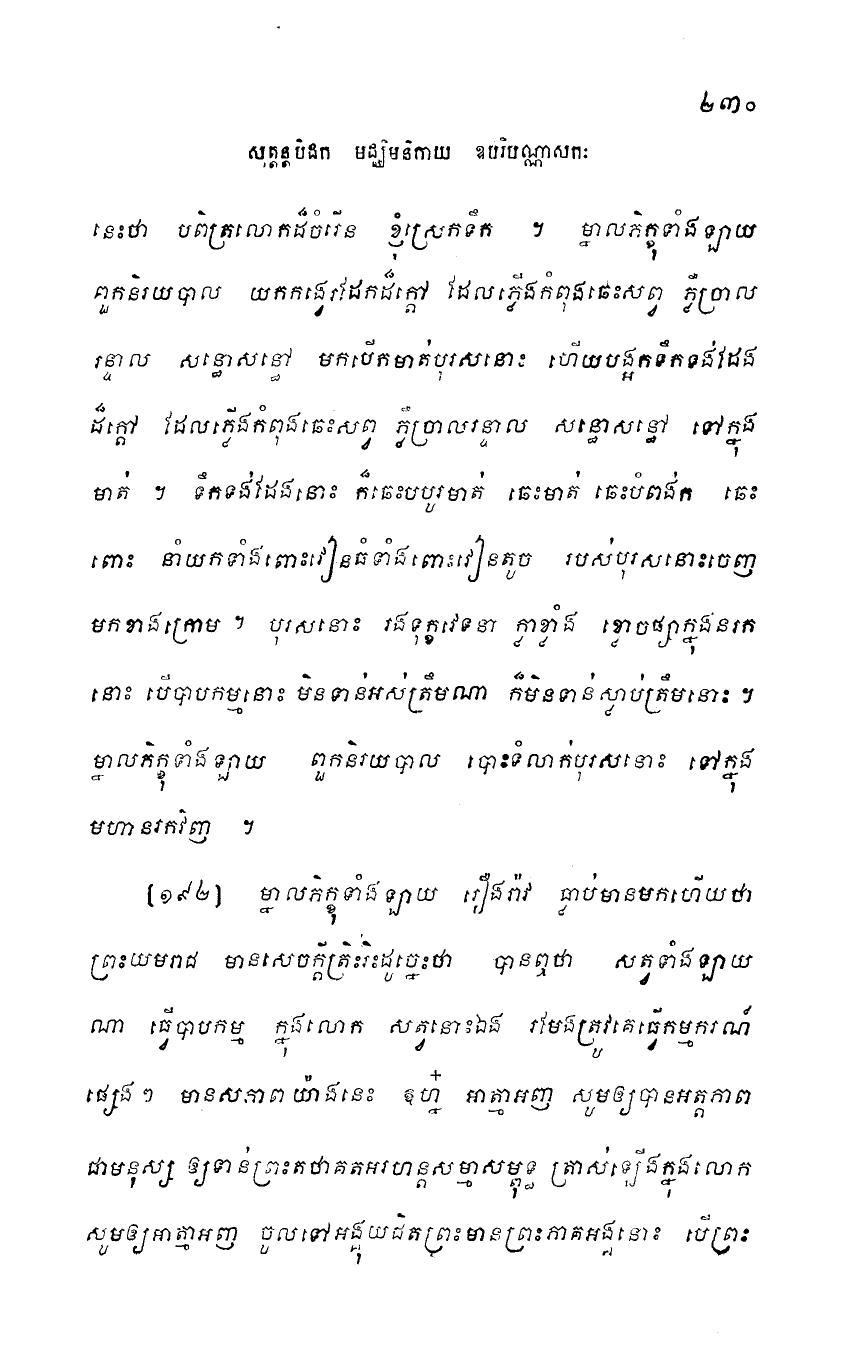 ២៣០
សុត្តន្តបិដក មជ្ឈិមនិកាយ ឧបរិបណ្ណាសកៈ
នេះថា បពិត្រលោកដ៏ចំរើន ខ្ញុំស្រេកទឹក ។ ម្នាលភិក្ខុទាំងឡាយ
ពួកនិរយបាល យកកង្វេរដែកដ៏ក្តៅ ដែលភ្លើងកំពុងឆេះសព្វ ភ្លឺព្រាល
រន្ទាល សន្ធោសន្ធៅ មកបើកមាត់បុរសនោះ ហើយបង្អកទឹកទង់ដែង
ដ៏ក្តៅ ដែលភ្លើងកំពុងឆេះសព្វ ភ្លឺព្រាលរន្ទាល សន្ធោសន្ធៅ ទៅក្នុង
មាត់ ។ ទឹកទង់ដែងនោះ ក៏ឆេះបបូរមាត់ ឆេះមាត់ ឆេះបំពង់ក ឆេះ
ពោះ នាំយកទាំងពោះវៀនធំទាំងពោះវៀនតូច របស់បុរសនោះចេញ
មកខាងក្រោម ។ បុរសនោះ រងទុក្ខវេទនា ក្លាខ្លាំង ខ្លោចផ្សាក្នុងនរក
នោះ បើបាបកម្មនោះ មិនទាន់អស់ត្រឹមណា ក៏មិនទាន់ស្លាប់ត្រឹមនោះ ។
ម្នាលភិក្ខុទាំងឡាយ ពួកនិរយបាល បោះទំលាក់បុរសនោះ ទៅក្នុង
មហានរកវិញ ។
[១៩២] ម្នាលភិក្ខុទាំងឡាយ រឿងរ៉ាវ ធ្លាប់មានមកហើយថា
ព្រះយមរាជ មានសេចក្តីត្រិះរិះដូច្នេះថា បានឮថា សត្វទាំងឡាយ
ណា ធ្វើបាបកម្ម ក្នុងលោក សត្វនោះឯង រមែងត្រូវគេធ្វើកម្មករណ៍
ផ្សេងៗ មានសភាពយ៉ាងនេះ ឧហ្ន៎ អាត្មាអញ សូមឲ្យបានអត្តភាព
ជាមនុស្ស ឲ្យទាន់ព្រះតថាគតអរហន្តសម្មាសម្ពុទ្ធ ត្រាស់ឡើងក្នុងលោក
សូមឲ្យអាត្មាអញ ចូលទៅអង្គុយជិតព្រះមានព្រះភាគអង្គនោះ បើព្រះ